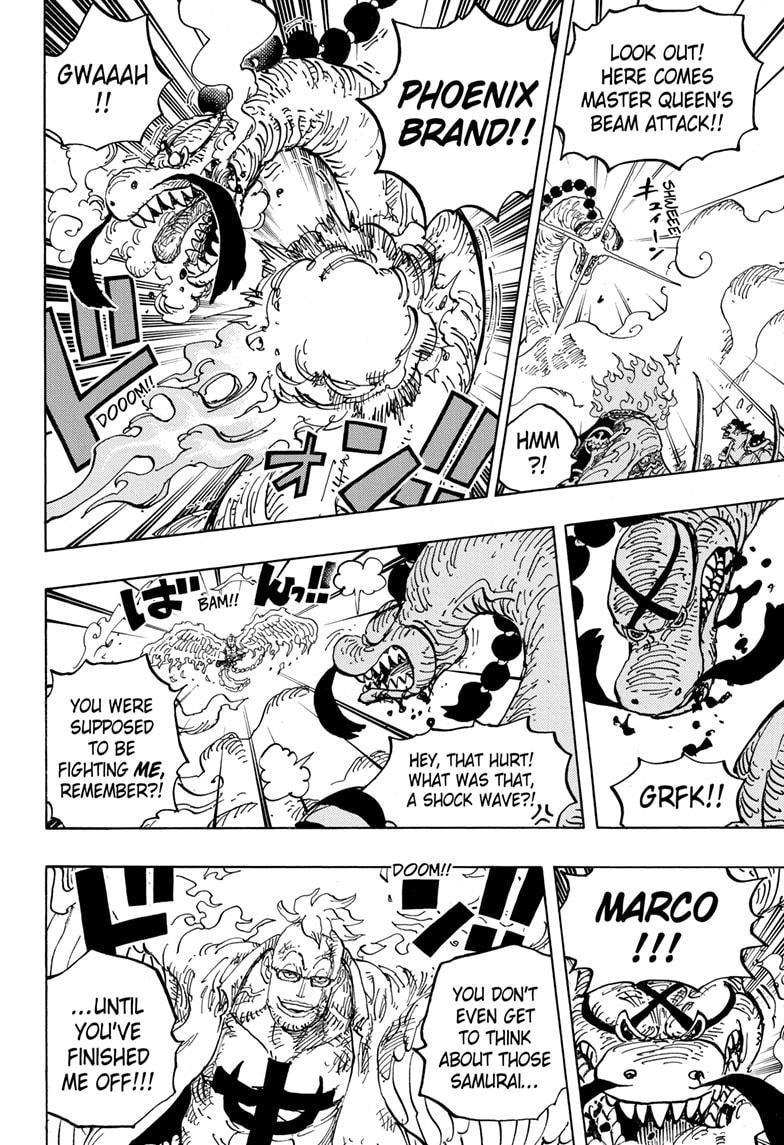 LOOK OUT!
HERE COMES
MASTER QUEEN'S
BEAM ATTACK!!
SHWEEEE
ギュイーン
HMM
?!
PHOENIX
BRAND!!
GWAAAH
!!
ドォン!!
DOOOM!!
GRFK!!
HEY, THAT HURT!
WHAT WAS THAT,
A SHOCK WAVE?!
ばんっ!!
BAM!!
YOU WERE
SUPPOSED
TO BE
FIGHTING ME,
REMEMBER?!
MARCO
!!!
ドン!!
DOOM!!
YOU DON'T
EVEN GET
TO THINK
ABOUT THOSE
SAMURAI...
...UNTIL
YOU'VE
FINISHED
ME OFF!!!